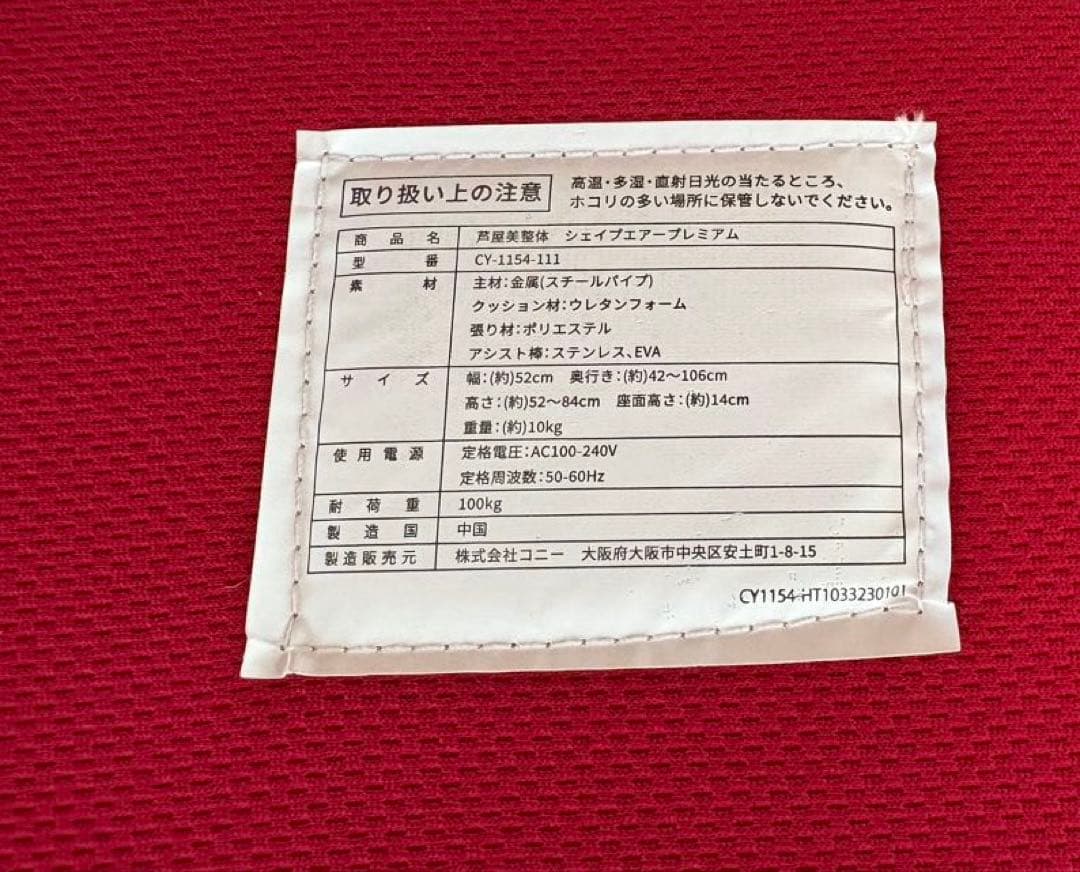 取り扱い上の注意
高温・多湿・直射日光の当たるところ、
ホコリの多い場所に保管しないでください。
商品名 芦屋美整体 シェイプエアープレミアム
型番 CY-1154-111
素材 主材:金属(スチールパイプ)
クッション材:ウレタンフォーム
張り材:ポリエステル
アシスト棒:ステンレス、EVA
サイズ 幅:(約)52cm 奥行き:(約)42～106cm
高さ:(約)52～84cm 座面高さ:(約)14cm
重量:(約)10kg
使用電源 定格電圧:AC100-240V
定格周波数:50-60Hz
耐荷重 100kg
製造国 中国
製造販売元 株式会社コニー 大阪府大阪市中央区安土町1-8-15
CY1154-HT1033230101